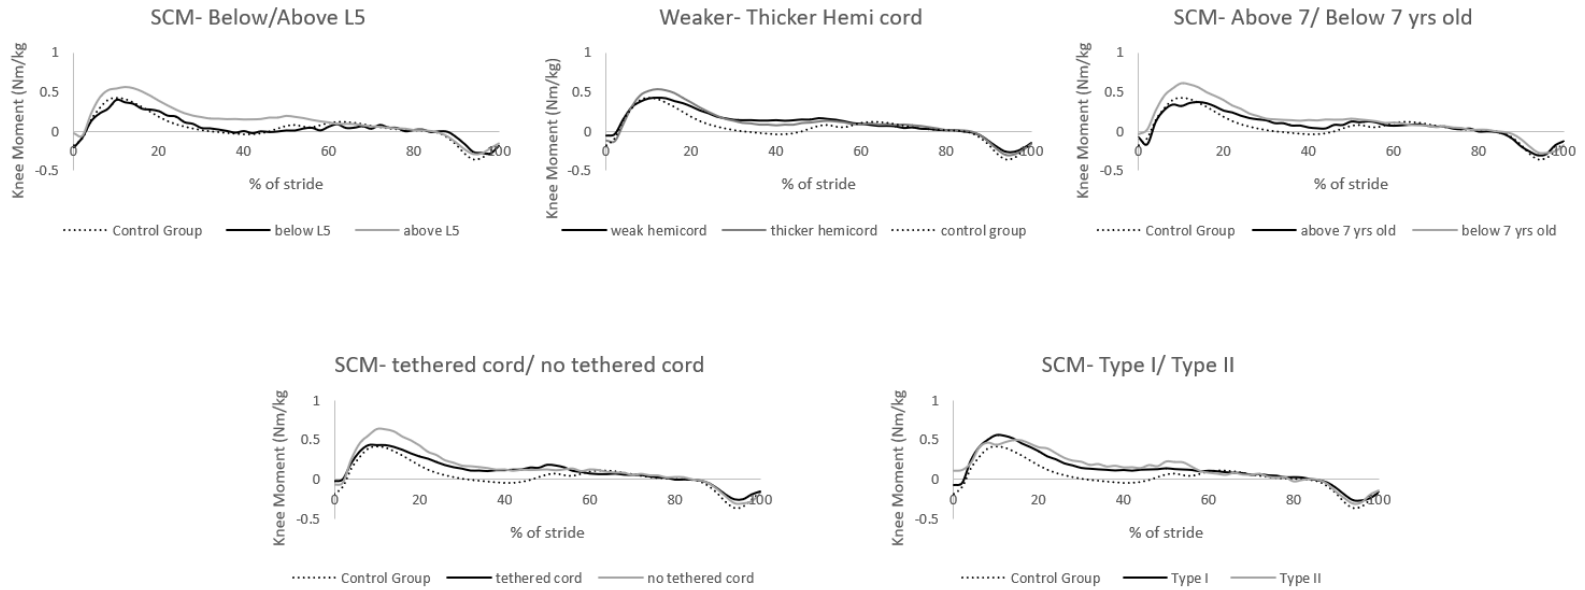 SCM- Below/Above L5
Knee Moment (Nm/kg
1
0.5
0
-0.5
0
20
40
60
80
100
% of stride
Control Group
below L5
above L5
Weaker- Thicker Hemi cord
Knee Moment (Nm/kg)
1
0.5
0
-0.5
0
20
40
60
80
100
% of stride
weak hemicord
thicker hemicord
control group
SCM- Above 7/ Below 7 yrs old
Knee Moment (Nm/kg
1
0.5
0
-0.5
0
20
40
60
80
100
% of stride
Control Group
above 7 yrs old
below 7 yrs old
SCM- tethered cord/ no tethered cord
Knee Moment (Nm/kg
1
0.5
0
-0.5
0
20
40
60
80
100
% of stride
Control Group
tethered cord
no tethered cord
SCM- Type I/ Type II
Knee Moment (Nm/kg
1
0.5
0
-0.5
0
20
40
60
80
100
% of stride
Control Group
Type I
Type II